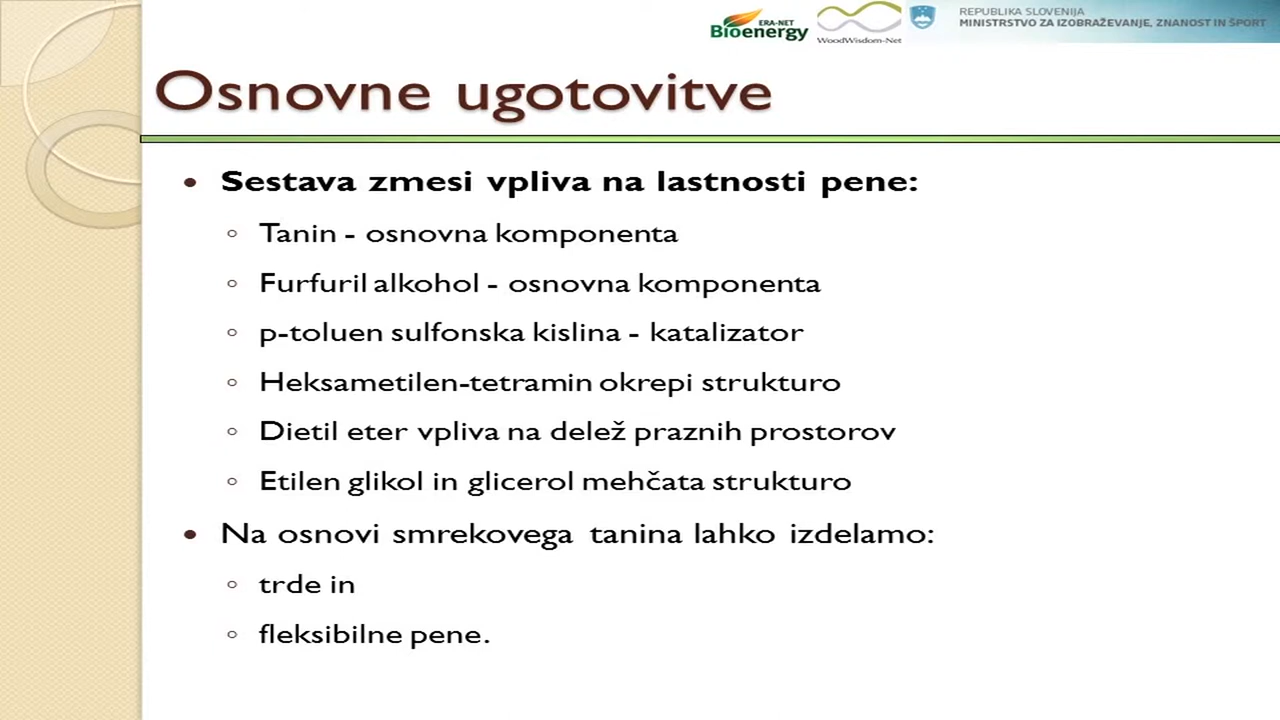 ERA-NET
Bioenergy
WoodWisdom-Net
REPUBLIKA SLOVENIJA
MINISTRSTVO ZA IZOBRAŽEVANJE, ZNANOST IN ŠPORT
Osnovne ugotovitve
Sestava zmesi vpliva na lastnosti pene:
Tanin - osnovna komponenta
Furfuril alkohol - osnovna komponenta
p-toluen sulfonska kislina - katalizator
Heksametilen-tetramin okrepi strukturo
Dietil eter vpliva na delež praznih prostorov
Etilen glikol in glicerol mehčata strukturo
Na osnovi smrekovega tanina lahko izdelamo:
trde in
fleksibilne pene.